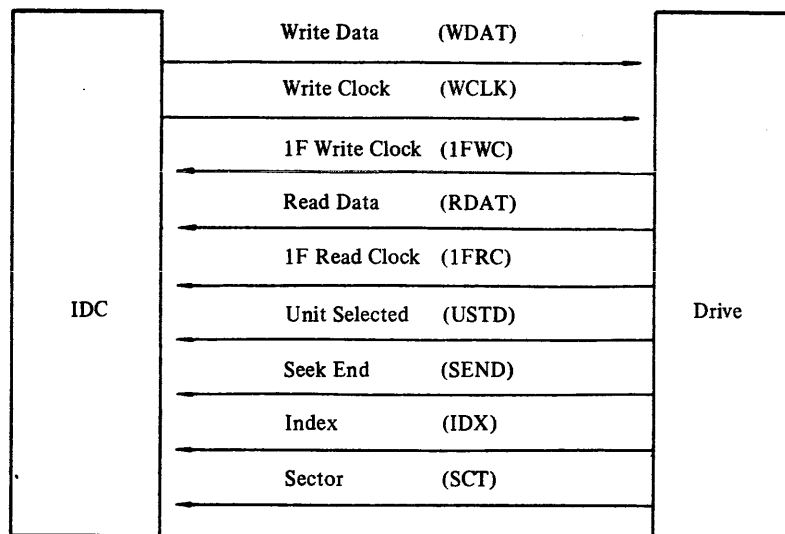 Write Data (WDAT)
Write Clock (WCLK)
1F Write Clock (1FWC)
Read Data (RDAT)
1F Read Clock (1FRC)
IDC
Unit Selected (USTD)
Drive
Seek End (SEND)
Index (IDX)
Sector (SCT)